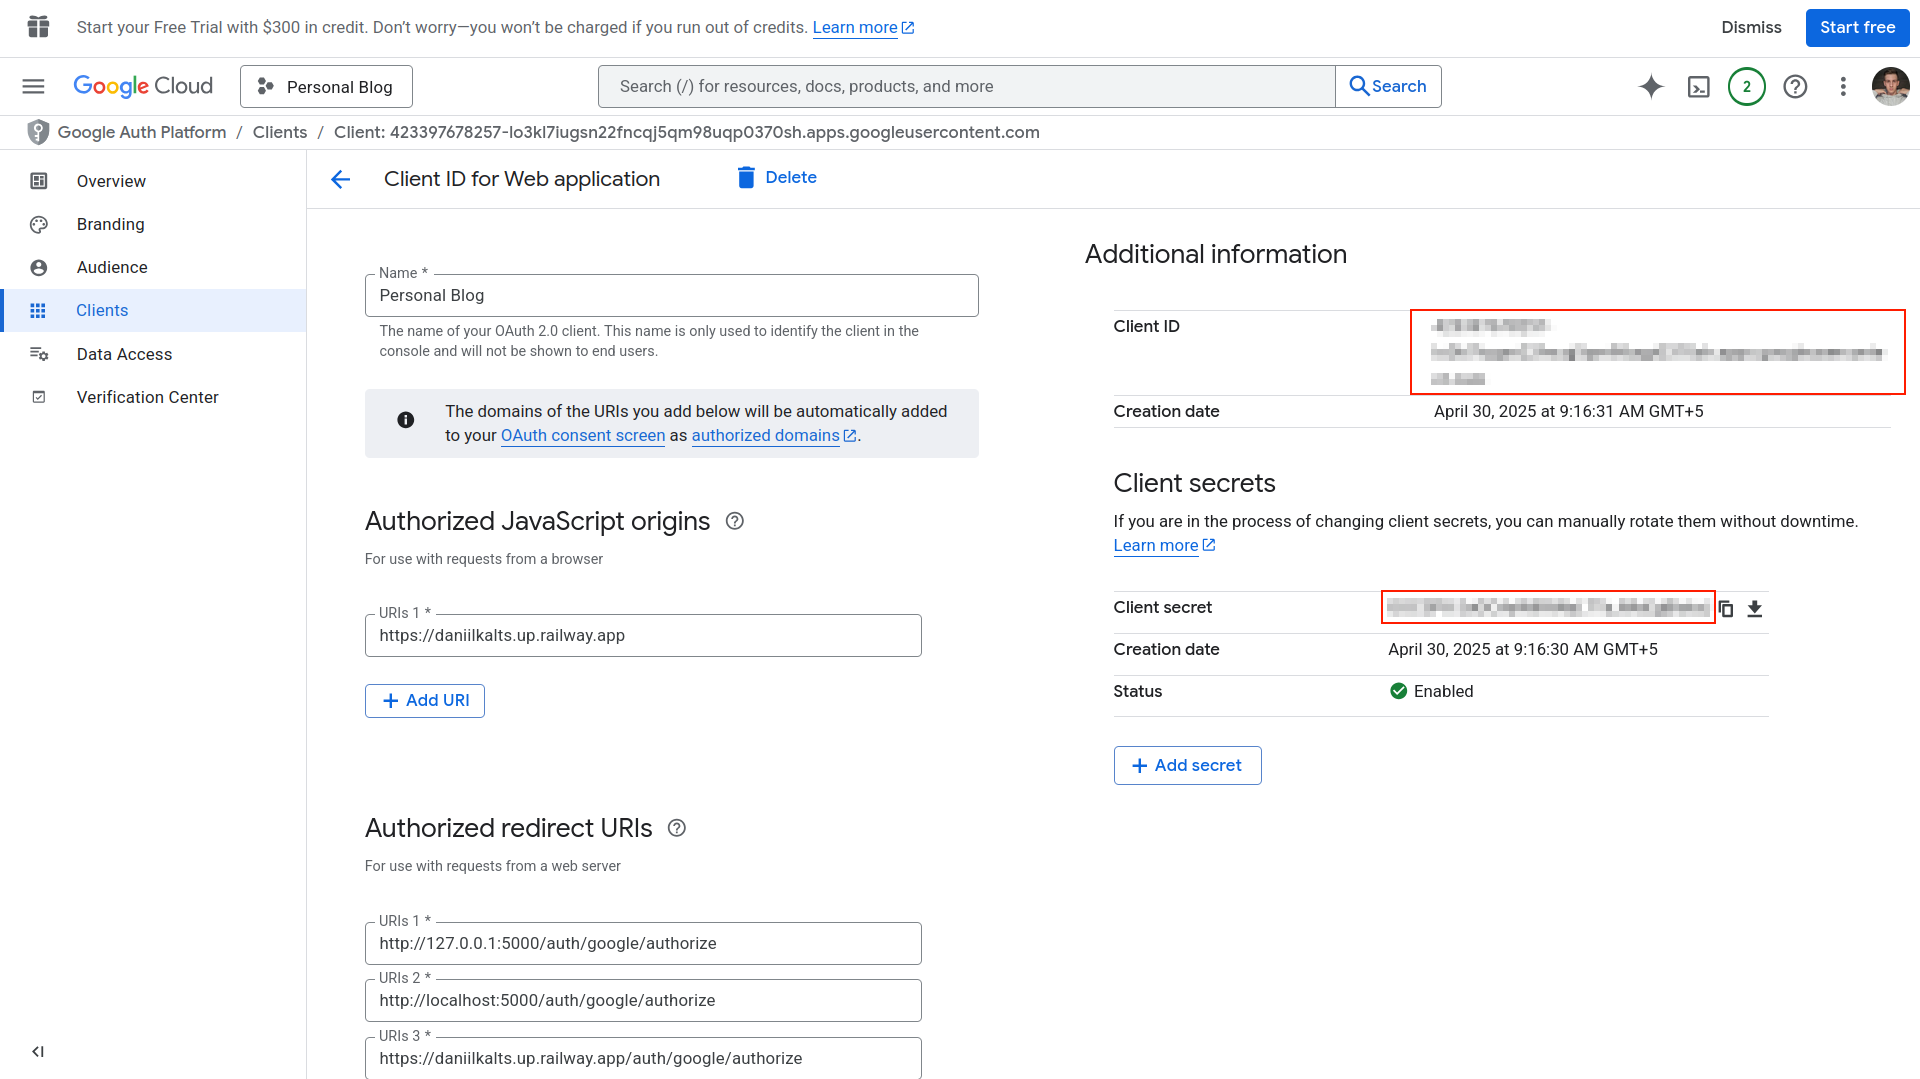 Start your Free Trial with $300 in credit. Don't worry—you won't be charged if you run out of credits. Learn more
Dismiss
Start free
Google Cloud
Personal Blog
Search (/) for resources, docs, products, and more
Search
2
Google Auth Platform / Clients / Client: 423397678257-lo3kl7iugsn22fncqj5qm98uqp0370sh.apps.googleusercontent.com
Overview
Branding
Audience
Clients
Data Access
Verification Center
Client ID for Web application
Delete
Name *
Personal Blog
The name of your OAuth 2.0 client. This name is only used to identify the client in the
console and will not be shown to end users.
The domains of the URIs you add below will be automatically added
to your OAuth consent screen as authorized domains.
Authorized JavaScript origins
For use with requests from a browser
URIs 1 *
https://daniilkalts.up.railway.app
Add URI
Authorized redirect URIs
For use with requests from a web server
URIs 1 *
http://127.0.0.1:5000/auth/google/authorize
URIs 2 *
http://localhost:5000/auth/google/authorize
URIs 3 *
https://daniilkalts.up.railway.app/auth/google/authorize
Additional information
Client ID
Creation date
April 30, 2025 at 9:16:31 AM GMT+5
Client secrets
If you are in the process of changing client secrets, you can manually rotate them without downtime.
Learn more
Client secret
Creation date
April 30, 2025 at 9:16:30 AM GMT+5
Status
Enabled
Add secret